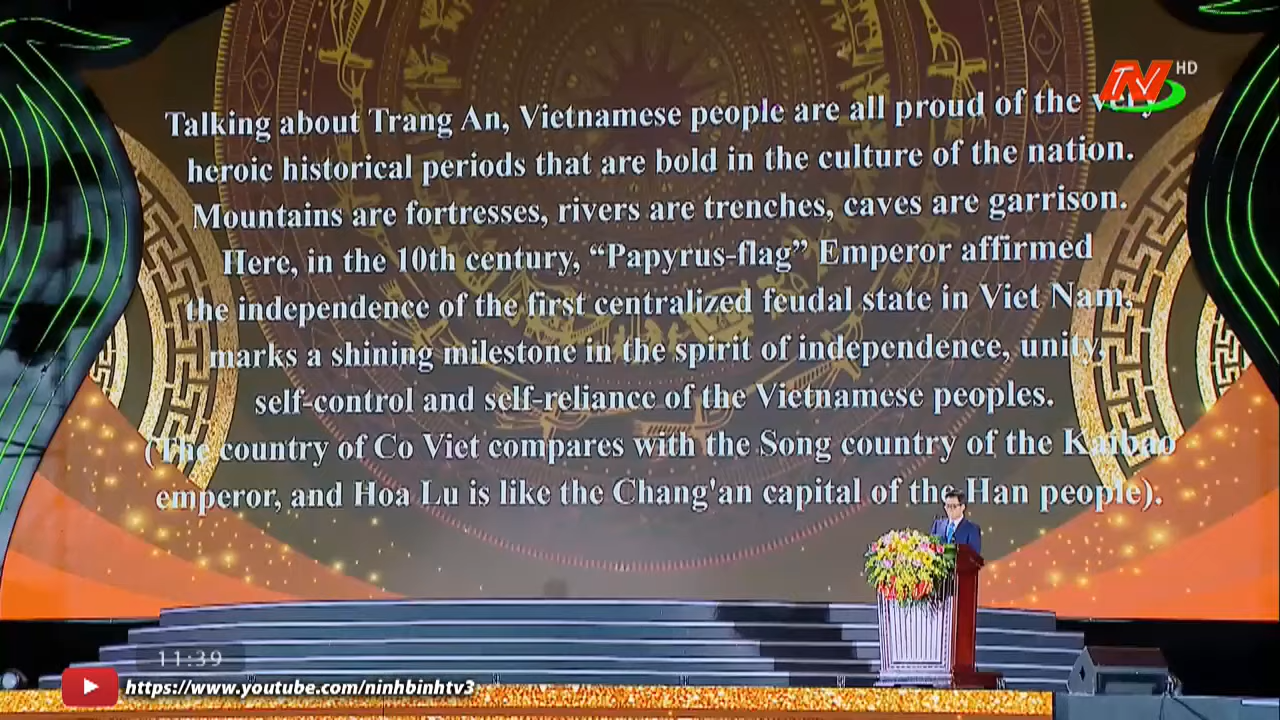 Talking about Trang An, Vietnamese people are all proud of the very
heroic historical periods that are bold in the culture of the nation.
Mountains are fortresses, rivers are trenches, caves are garrison.
Here, in the 10th century, “Papyrus-flag” Emperor affirmed
the independence of the first centralized feudal state in Viet Nam,
marks a shining milestone in the spirit of independence, unity,
self-control and self-reliance of the Vietnamese peoples.
(The country of Co Viet compares with the Song country of the Kaibao
emperor, and Hoa Lu is like the Chang'an capital of the Han people).
HD
11:39
https://www.youtube.com/ninhbinhtv3